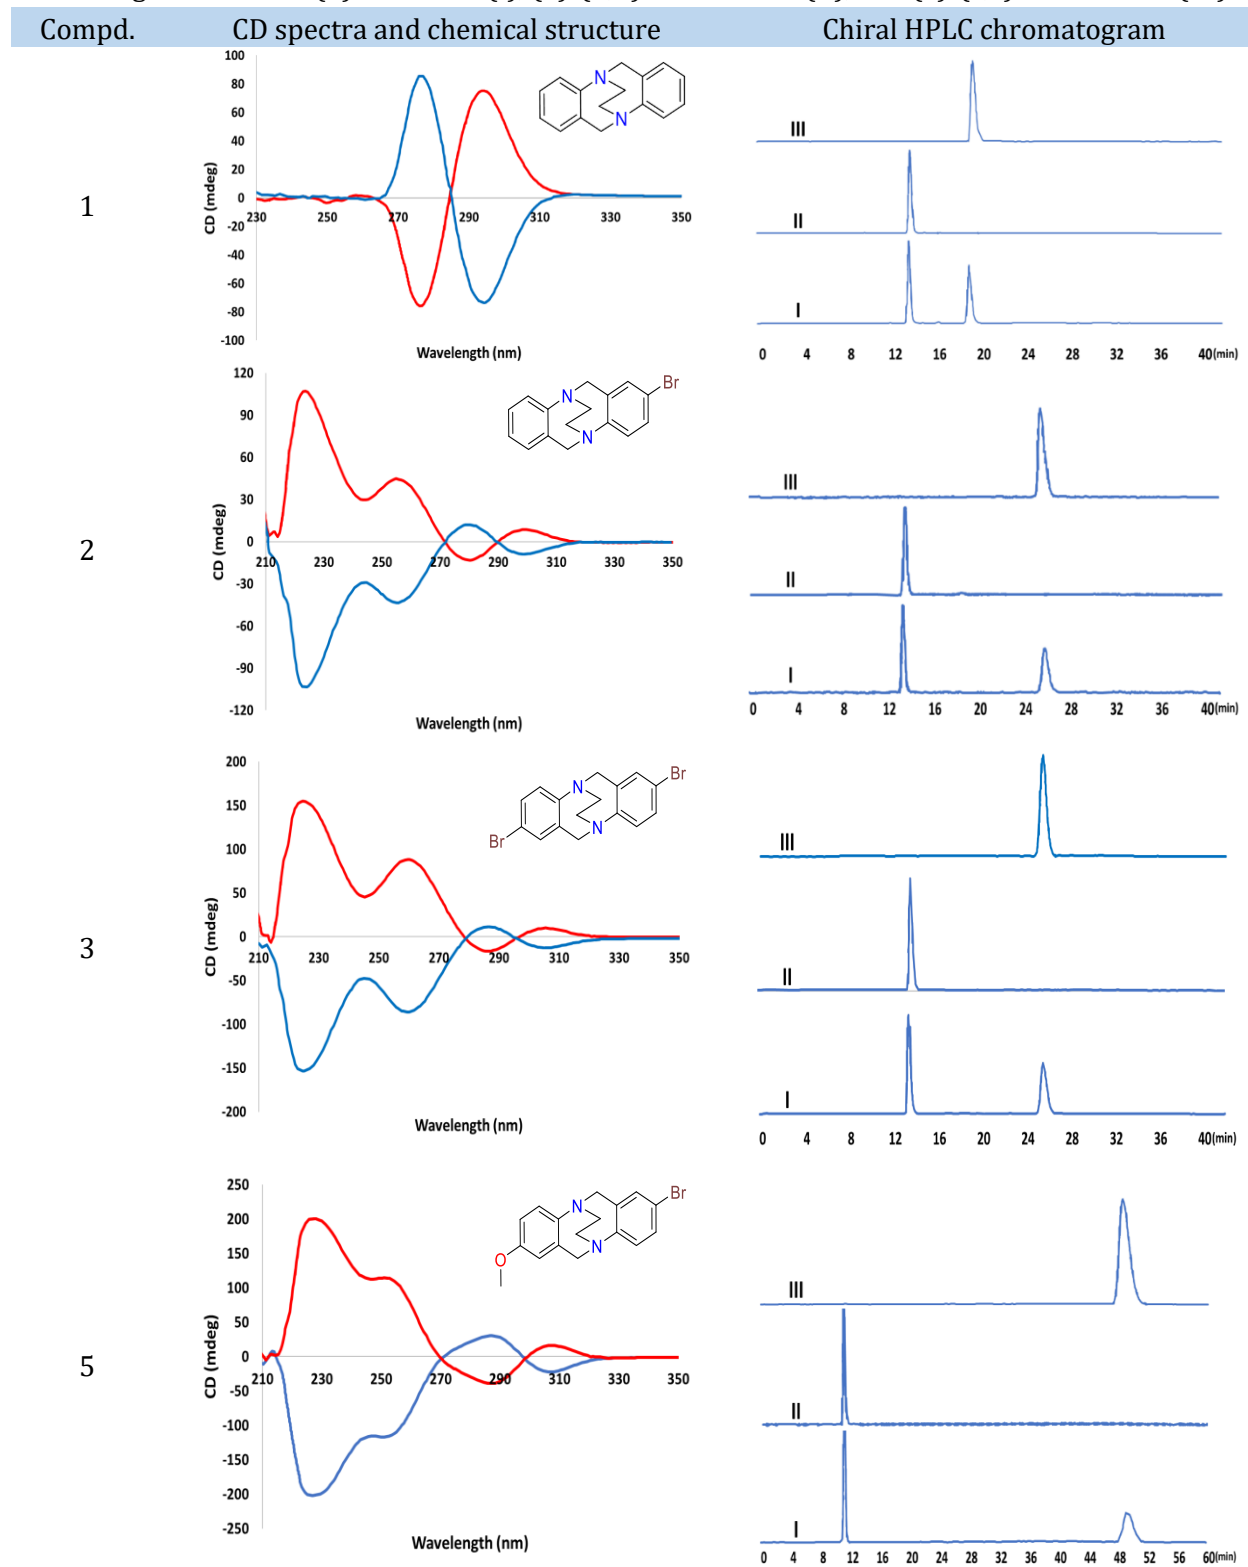 Compd. CD spectra and chemical structure Chiral HPLC chromatogram
1
CD (mdeg)
100
80
60
40
20
0
-20
-40
-60
-80
-100
230 250 270 290 310 330 350
Wavelength (nm)
N
N
III
II
I
0 4 8 12 16 20 24 28 32 36 40(min)
2
CD (mdeg)
120
90
60
30
0
-30
-60
-90
-120
210 230 250 270 290 310 330 350
Wavelength (nm)
Br
N
N
III
II
I
0 4 8 12 16 20 24 28 32 36 40(min)
3
CD (mdeg)
200
150
100
50
0
-50
-100
-150
-200
210 230 250 270 290 310 330 350
Wavelength (nm)
Br
N
N
Br
III
II
I
0 4 8 12 16 20 24 28 32 36 40(min)
5
CD (mdeg)
250
200
150
100
50
0
-50
-100
-150
-200
-250
210 230 250 270 290 310 330 350
Wavelength (nm)
Br
N
N
O
III
II
I
0 4 8 12 16 20 24 28 32 36 40 44 48 52 56 60(min)